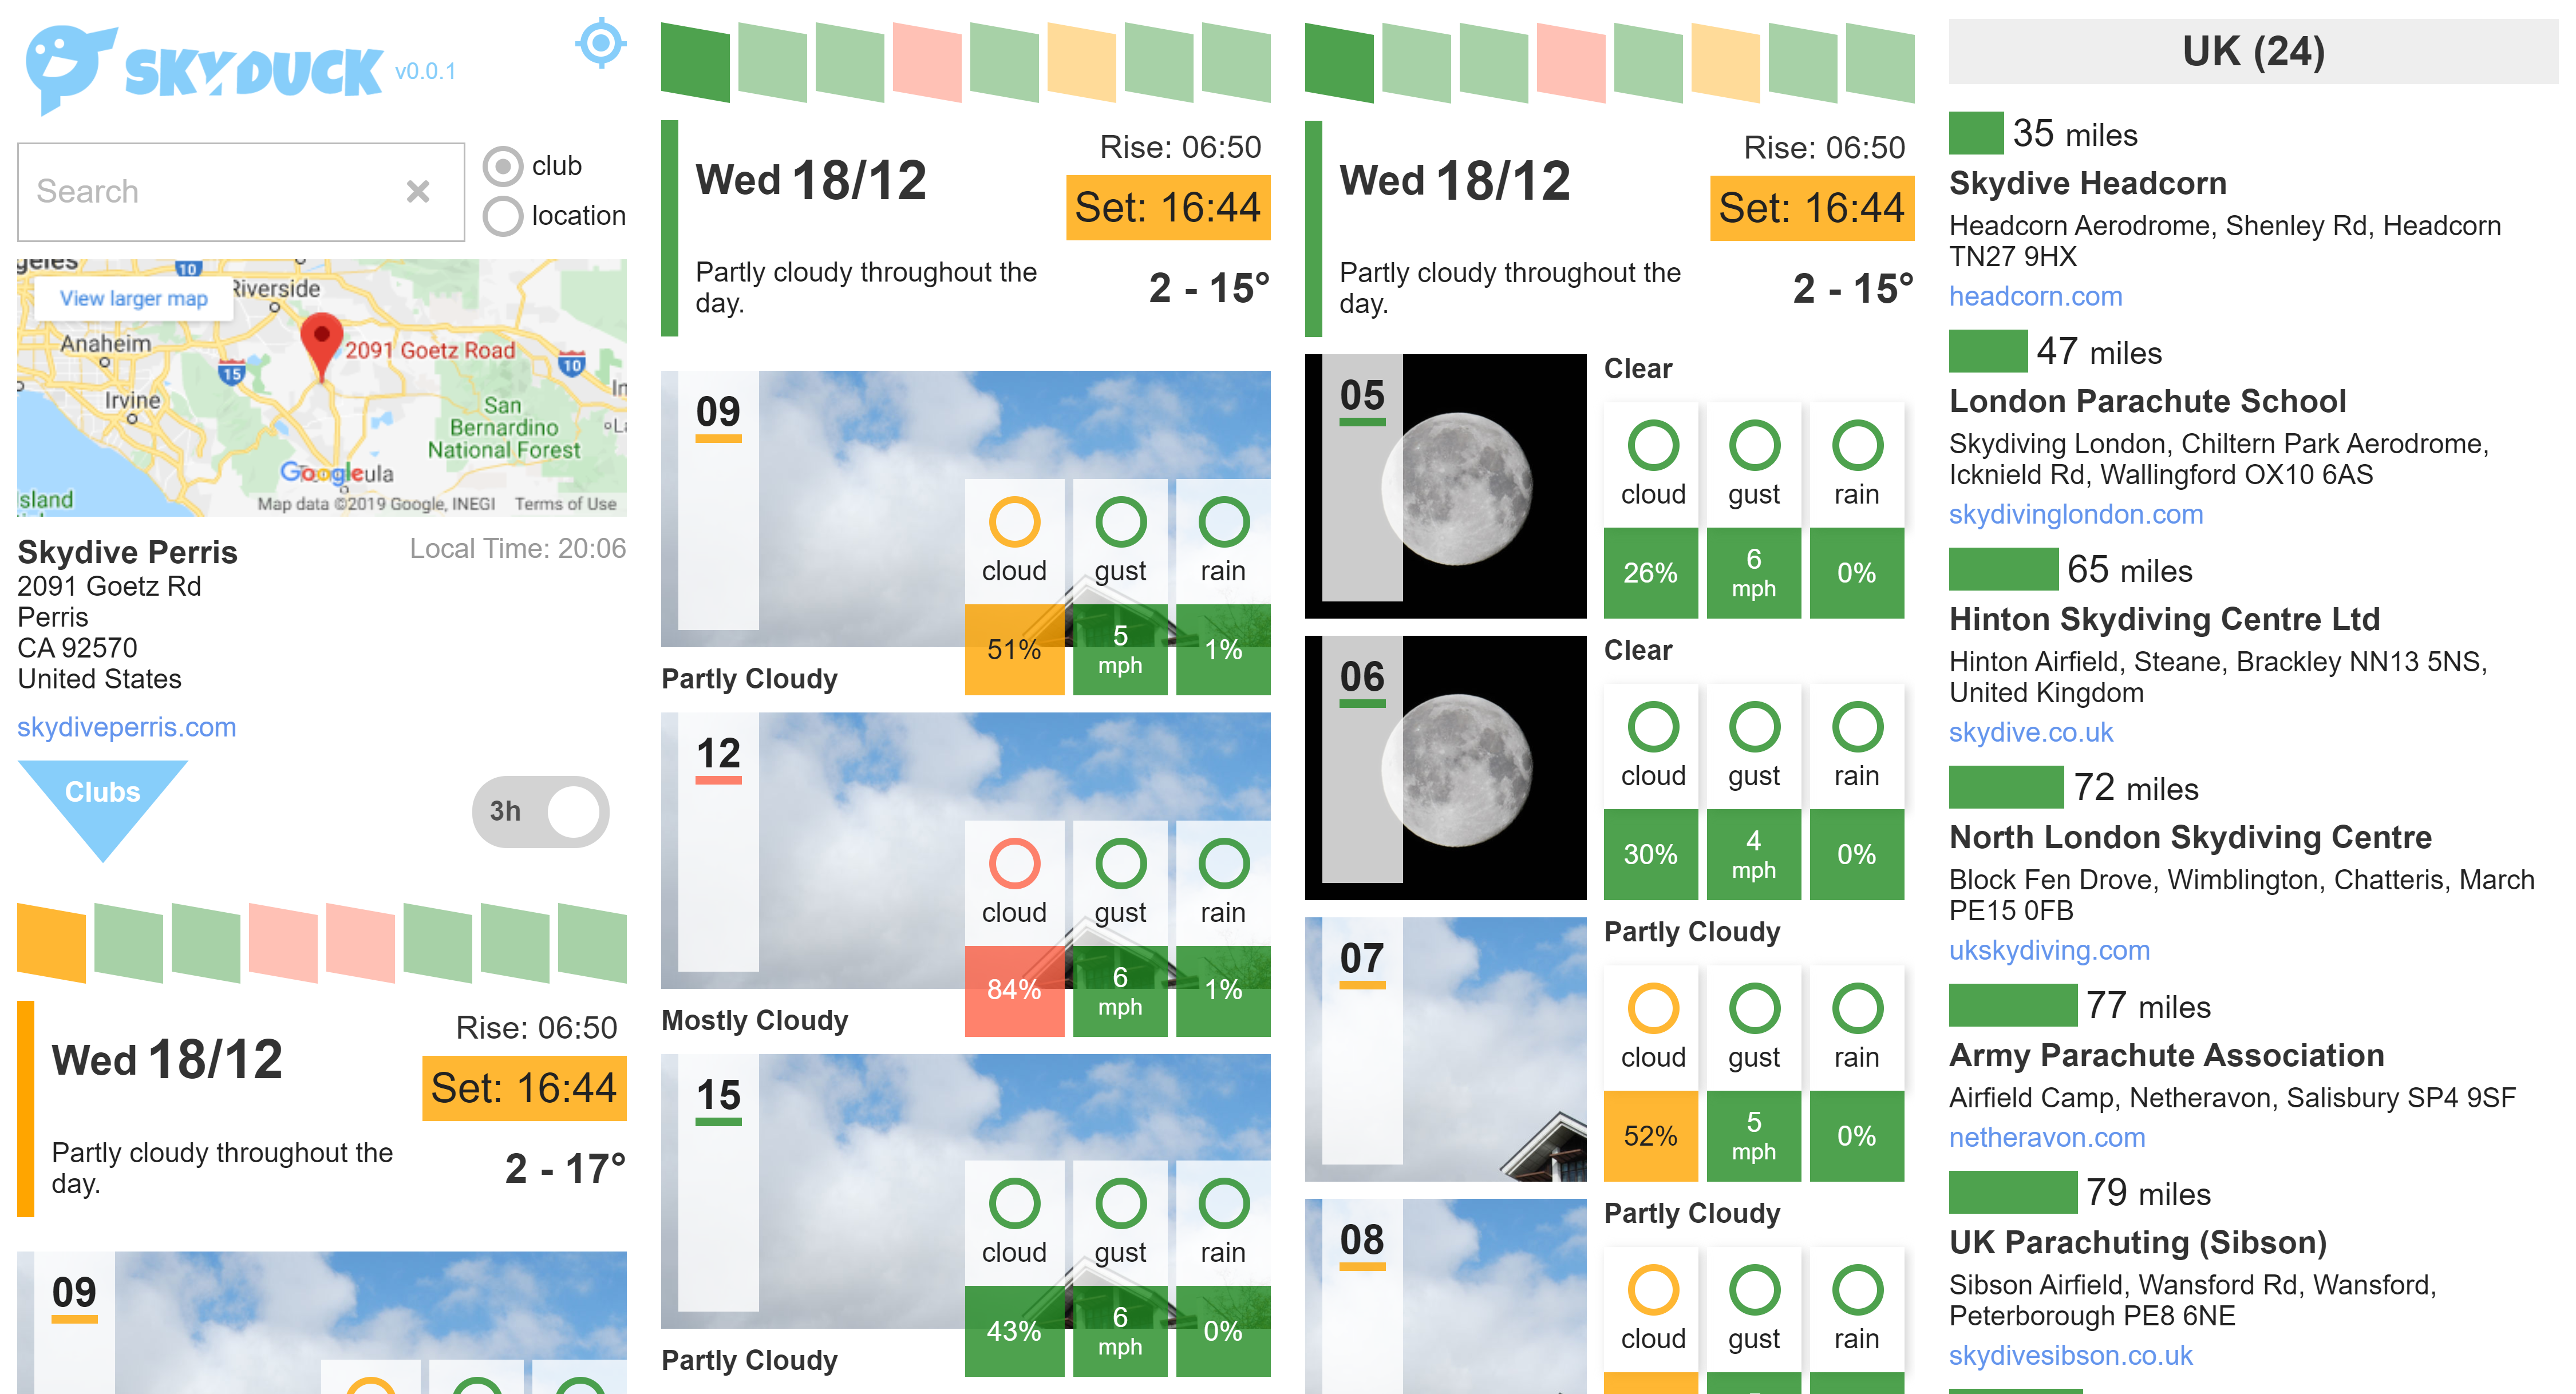 SKYDUCK v0.0.1
Search
club
location
10
View larger map
Riverside
Anaheim
2091 Goetz Road
15
10
Irvine
San
Bernardino
National Forest
Google
Map data ©2019 Google, INEGI Terms of Use
Skydive Perris
Local Time: 20:06
2091 Goetz Rd
Perris
CA 92570
United States
skydiveperris.com
Clubs
3h
Wed 18/12
Rise: 06:50
Set: 16:44
Partly cloudy throughout the
day.
2 - 17°
09
Wed 18/12
Rise: 06:50
Set: 16:44
Partly cloudy throughout the
day.
2 - 15°
09
cloud gust rain
51% 5 mph 1%
Partly Cloudy
12
cloud gust rain
84% 6 mph 1%
Mostly Cloudy
15
cloud gust rain
43% 6 mph 0%
Partly Cloudy
Wed 18/12
Rise: 06:50
Set: 16:44
Partly cloudy throughout the
day.
2 - 15°
05
Clear
cloud gust rain
26% 6 mph 0%
06
Clear
cloud gust rain
30% 4 mph 0%
07
Partly Cloudy
cloud gust rain
52% 5 mph 0%
08
Partly Cloudy
cloud gust rain
UK (24)
35 miles
Skydive Headcorn
Headcorn Aerodrome, Shenley Rd, Headcorn
TN27 9HX
headcorn.com
47 miles
London Parachute School
Skydiving London, Chiltern Park Aerodrome,
Icknield Rd, Wallingford OX10 6AS
skydivinglondon.com
65 miles
Hinton Skydiving Centre Ltd
Hinton Airfield, Steane, Brackley NN13 5NS,
United Kingdom
skydive.co.uk
72 miles
North London Skydiving Centre
Block Fen Drove, Wimblington, Chatteris, March
PE15 0FB
ukskydiving.com
77 miles
Army Parachute Association
Airfield Camp, Netheravon, Salisbury SP4 9SF
netheravon.com
79 miles
UK Parachuting (Sibson)
Sibson Airfield, Wansford Rd, Wansford,
Peterborough PE8 6NE
skydivesibson.co.uk